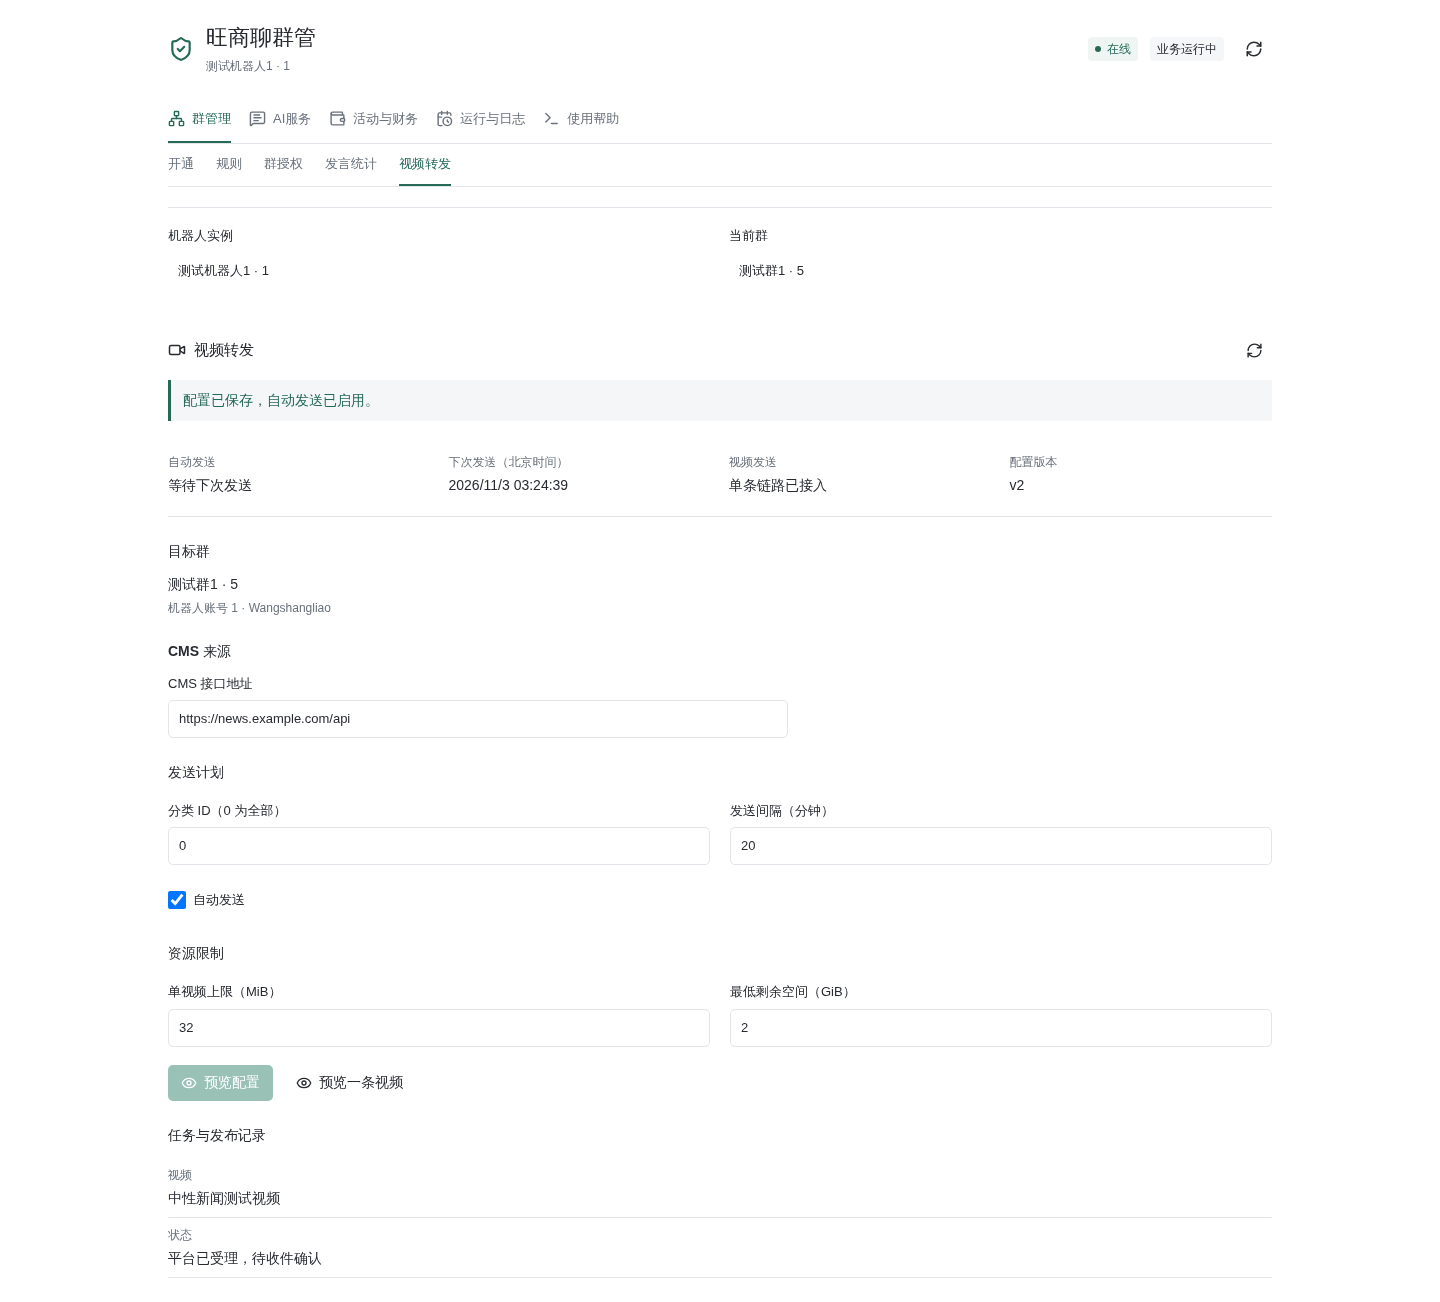 旺商聊群管
测试机器人1 · 1
在线
业务运行中
群管理
AI服务
活动与财务
运行与日志
使用帮助
开通
规则
群授权
发言统计
视频转发
机器人实例
当前群
测试机器人1 · 1
测试群1 · 5
视频转发
配置已保存，自动发送已启用。
自动发送
下次发送（北京时间）
视频发送
配置版本
等待下次发送
2026/11/3 03:24:39
单条链路已接入
v2
目标群
测试群1 · 5
机器人账号 1 · Wangshangliao
CMS 来源
CMS 接口地址
https://news.example.com/api
发送计划
分类 ID（0 为全部）
发送间隔（分钟）
0
20
自动发送
资源限制
单视频上限（MiB）
最低剩余空间（GiB）
32
2
预览配置
预览一条视频
任务与发布记录
视频
中性新闻测试视频
状态
平台已受理，待收件确认